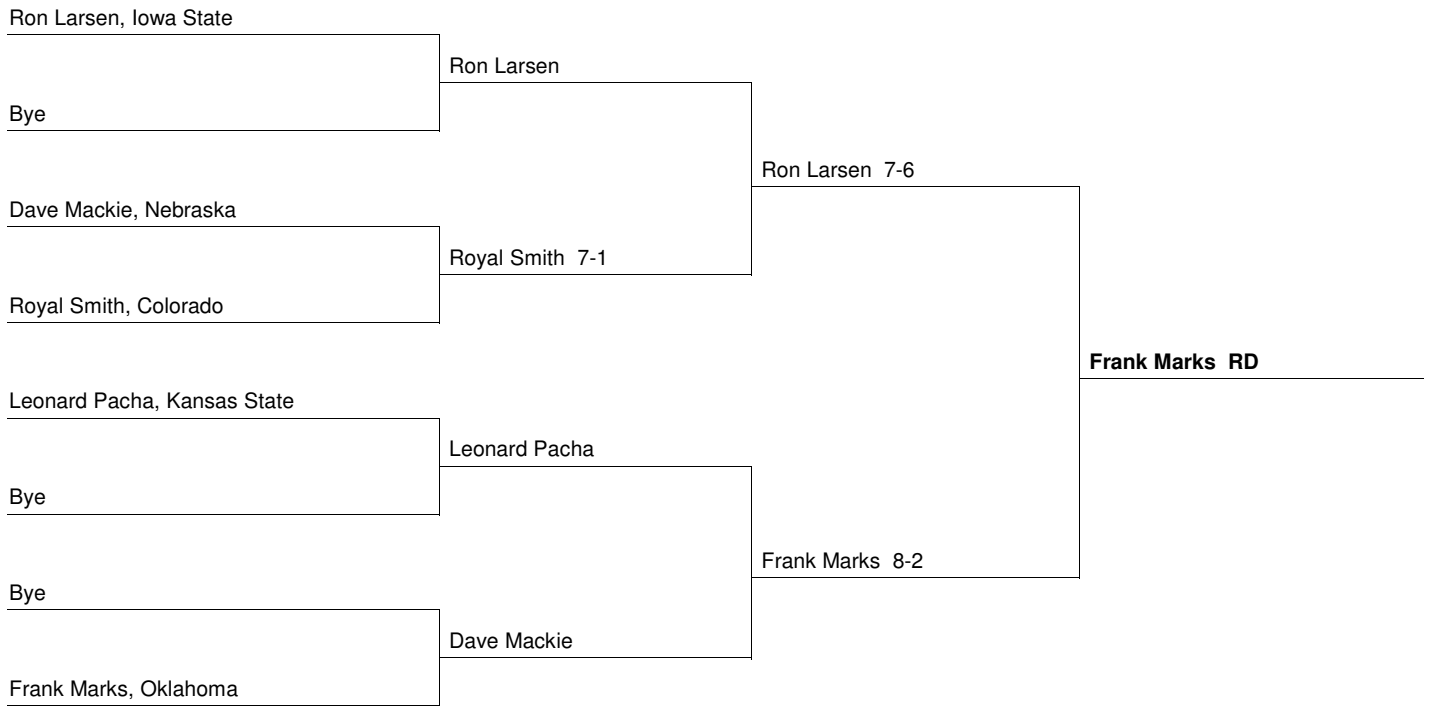 Ron Larsen, Iowa State
Ron Larsen
Bye
Ron Larsen 7-6
Dave Mackie, Nebraska
Royal Smith 7-1
Royal Smith, Colorado
Frank Marks RD
Leonard Pacha, Kansas State
Leonard Pacha
Bye
Frank Marks 8-2
Bye
Dave Mackie
Frank Marks, Oklahoma